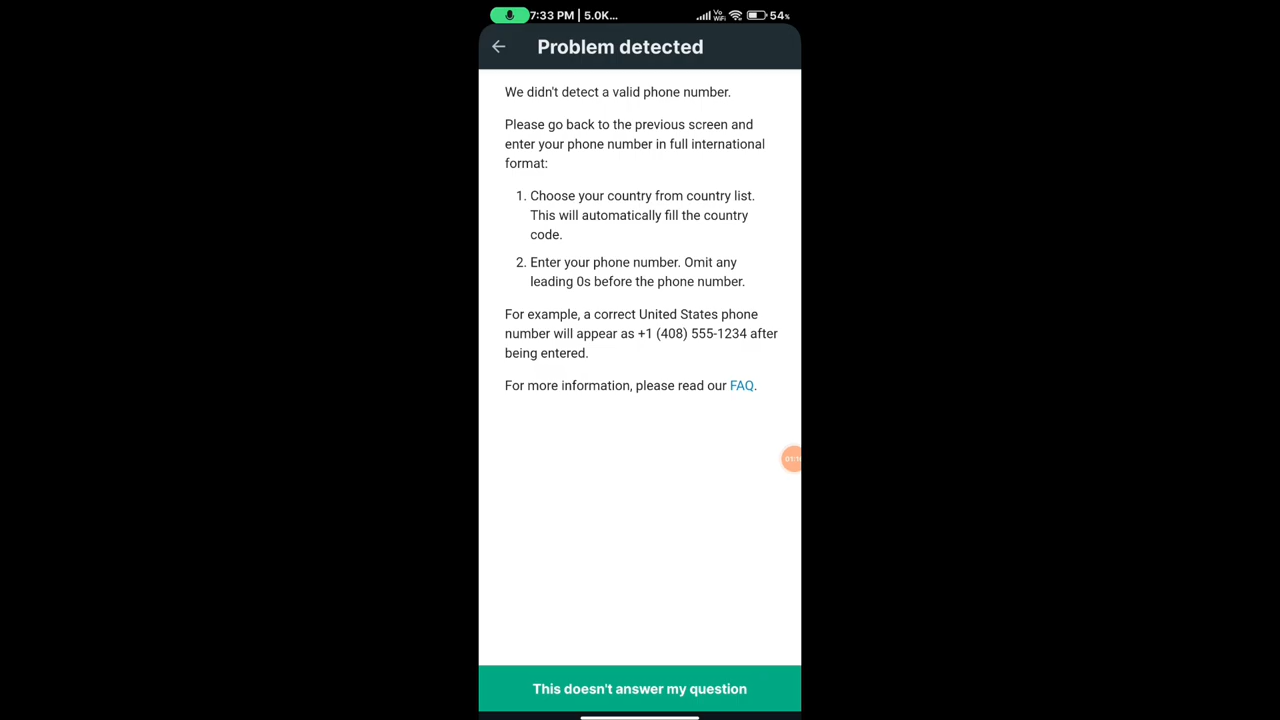 7:33 PM | 5.0K...
Vo
WiFi
54%
Problem detected
We didn't detect a valid phone number.
Please go back to the previous screen and
enter your phone number in full international
format:
1. Choose your country from country list.
This will automatically fill the country
code.
2. Enter your phone number. Omit any
leading 0s before the phone number.
For example, a correct United States phone
number will appear as +1 (408) 555-1234 after
being entered.
For more information, please read our FAQ.
This doesn't answer my question